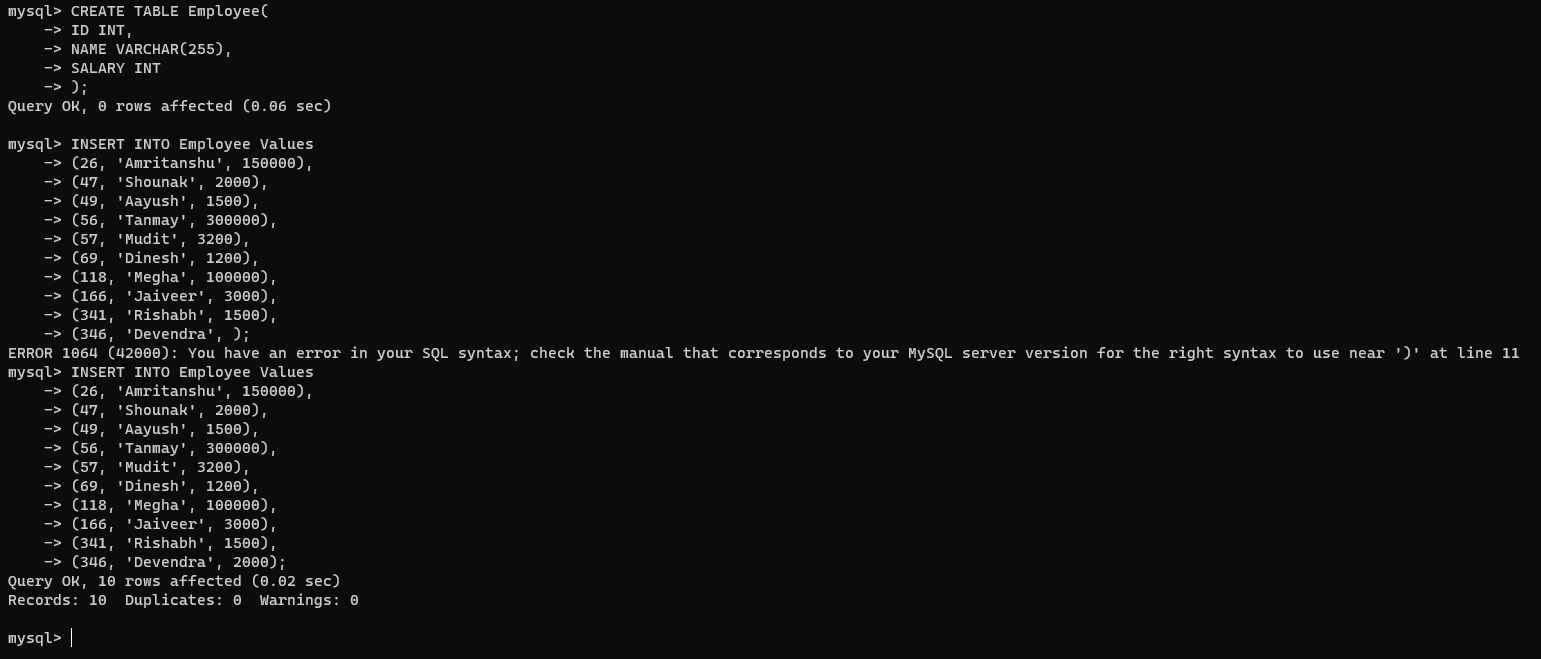 mysql> CREATE TABLE Employee(
    -> ID INT,
    -> NAME VARCHAR(255),
    -> SALARY INT
    -> );
Query OK, 0 rows affected (0.06 sec)

mysql> INSERT INTO Employee Values
    -> (26, 'Amritanshu', 150000),
    -> (47, 'Shounak', 2000),
    -> (49, 'Aayush', 1500),
    -> (56, 'Tanmay', 300000),
    -> (57, 'Mudit', 3200),
    -> (69, 'Dinesh', 1200),
    -> (118, 'Megha', 100000),
    -> (166, 'Jaiveer', 3000),
    -> (341, 'Rishabh', 1500),
    -> (346, 'Devendra', );
ERROR 1064 (42000): You have an error in your SQL syntax; check the manual that corresponds to your MySQL server version for the right syntax to use near ')' at line 11
mysql> INSERT INTO Employee Values
    -> (26, 'Amritanshu', 150000),
    -> (47, 'Shounak', 2000),
    -> (49, 'Aayush', 1500),
    -> (56, 'Tanmay', 300000),
    -> (57, 'Mudit', 3200),
    -> (69, 'Dinesh', 1200),
    -> (118, 'Megha', 100000),
    -> (166, 'Jaiveer', 3000),
    -> (341, 'Rishabh', 1500),
    -> (346, 'Devendra', 2000);
Query OK, 10 rows affected (0.02 sec)
Records: 10  Duplicates: 0  Warnings: 0

mysql>